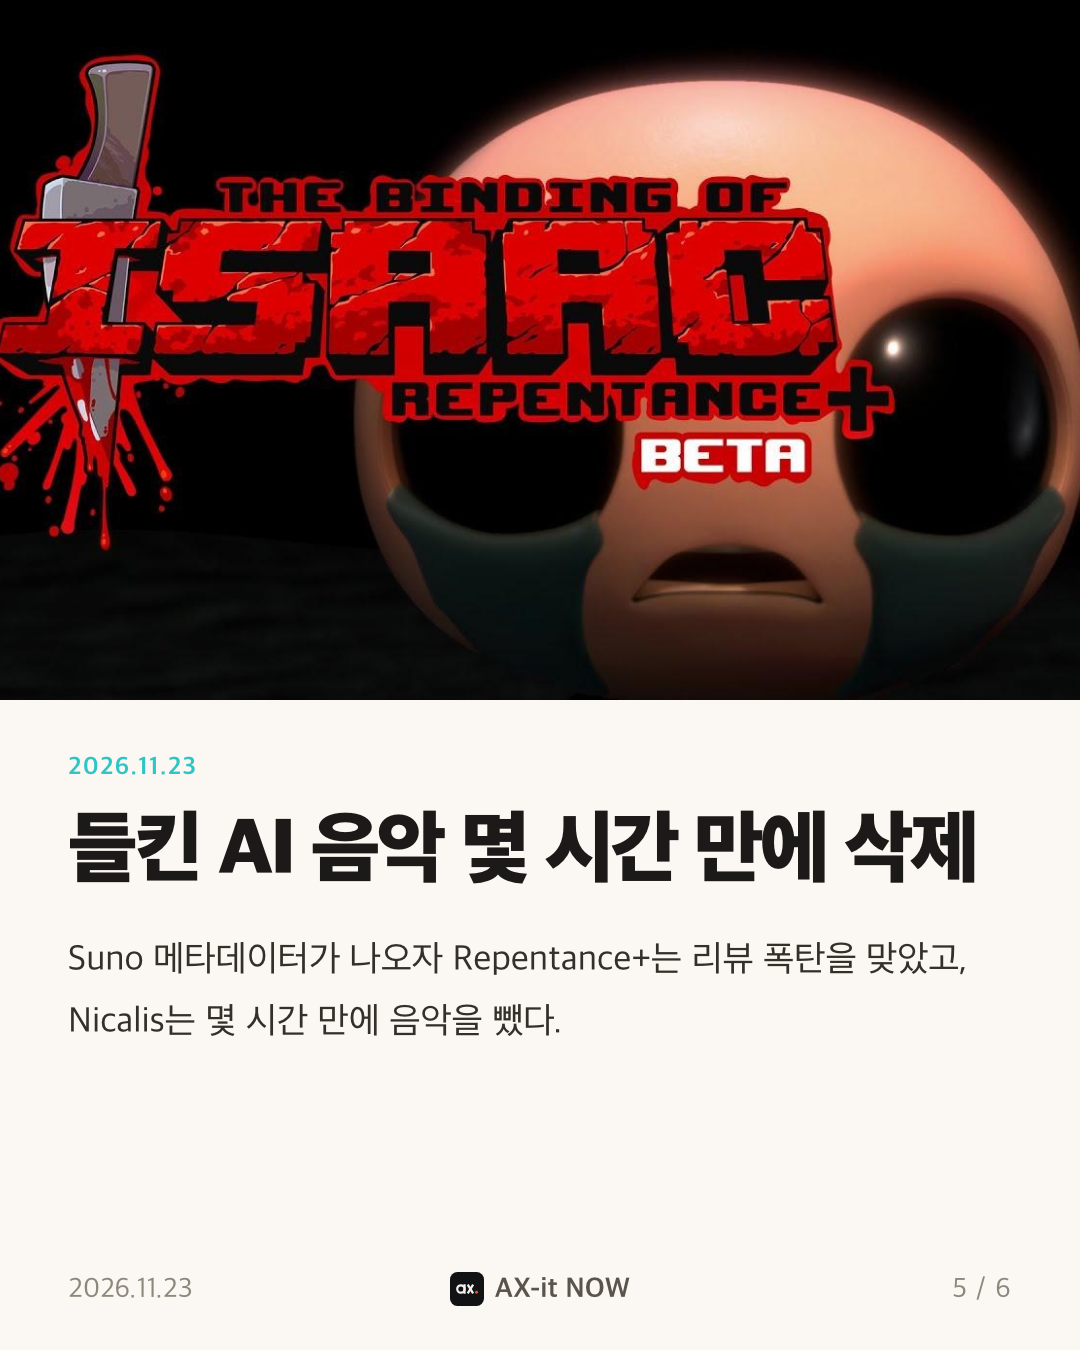 THE BINDING OF
ISAAC
REPENTANCE+
BETA
2026.11.23
들킨 AI 음악 몇 시간 만에 삭제
Suno 메타데이터가 나오자 Repentance+는 리뷰 폭탄을 맞았고,
Nicalis는 몇 시간 만에 음악을 뺐다.
2026.11.23
ax.
AX-it NOW
5 / 6